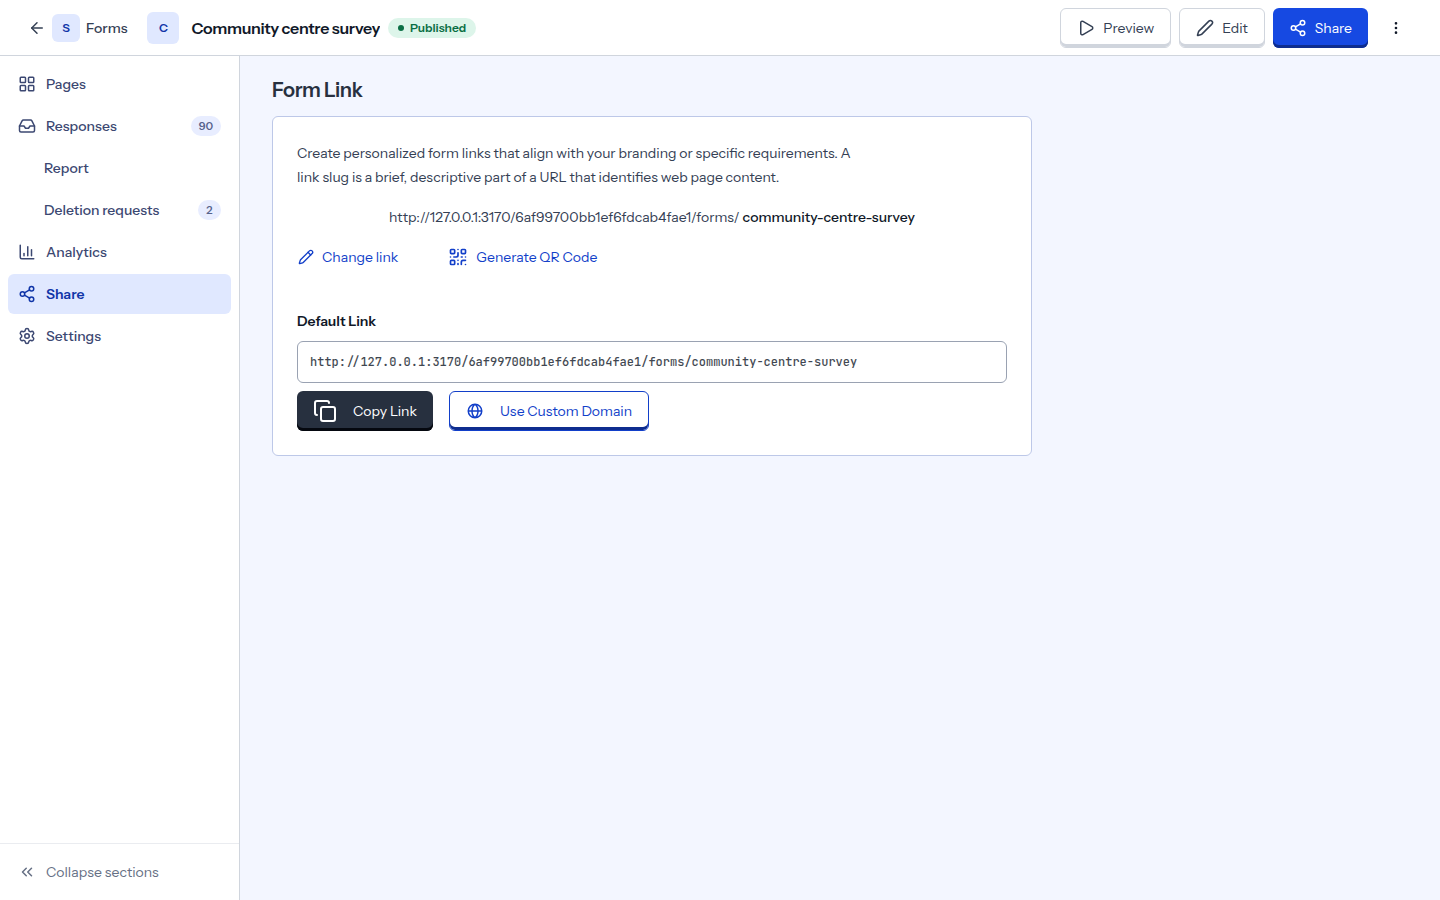 S Forms C Community centre survey Published Preview Edit Share
Pages
Responses 90
Report
Deletion requests 2
Analytics
Share
Settings
Collapse sections
Form Link
Create personalized form links that align with your branding or specific requirements. A
link slug is a brief, descriptive part of a URL that identifies web page content.
http://127.0.0.1:3170/6af99700bb1ef6fdcab4fae1/forms/ community-centre-survey
Change link Generate QR Code
Default Link
http://127.0.0.1:3170/6af99700bb1ef6fdcab4fae1/forms/community-centre-survey
Copy Link Use Custom Domain